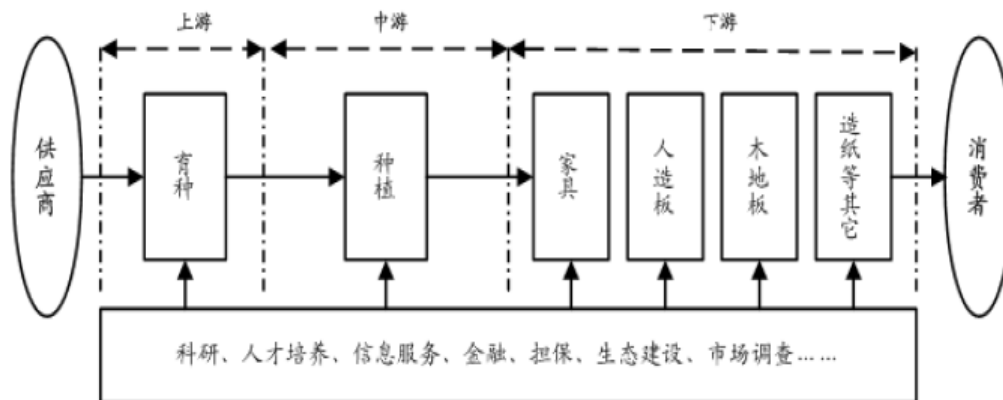 上游
中游
下游
供应商
育种
种植
家具
人造板
木地板
造纸等其它
消费者
科研、人才培养、信息服务、金融、担保、生态建设、市场调查……